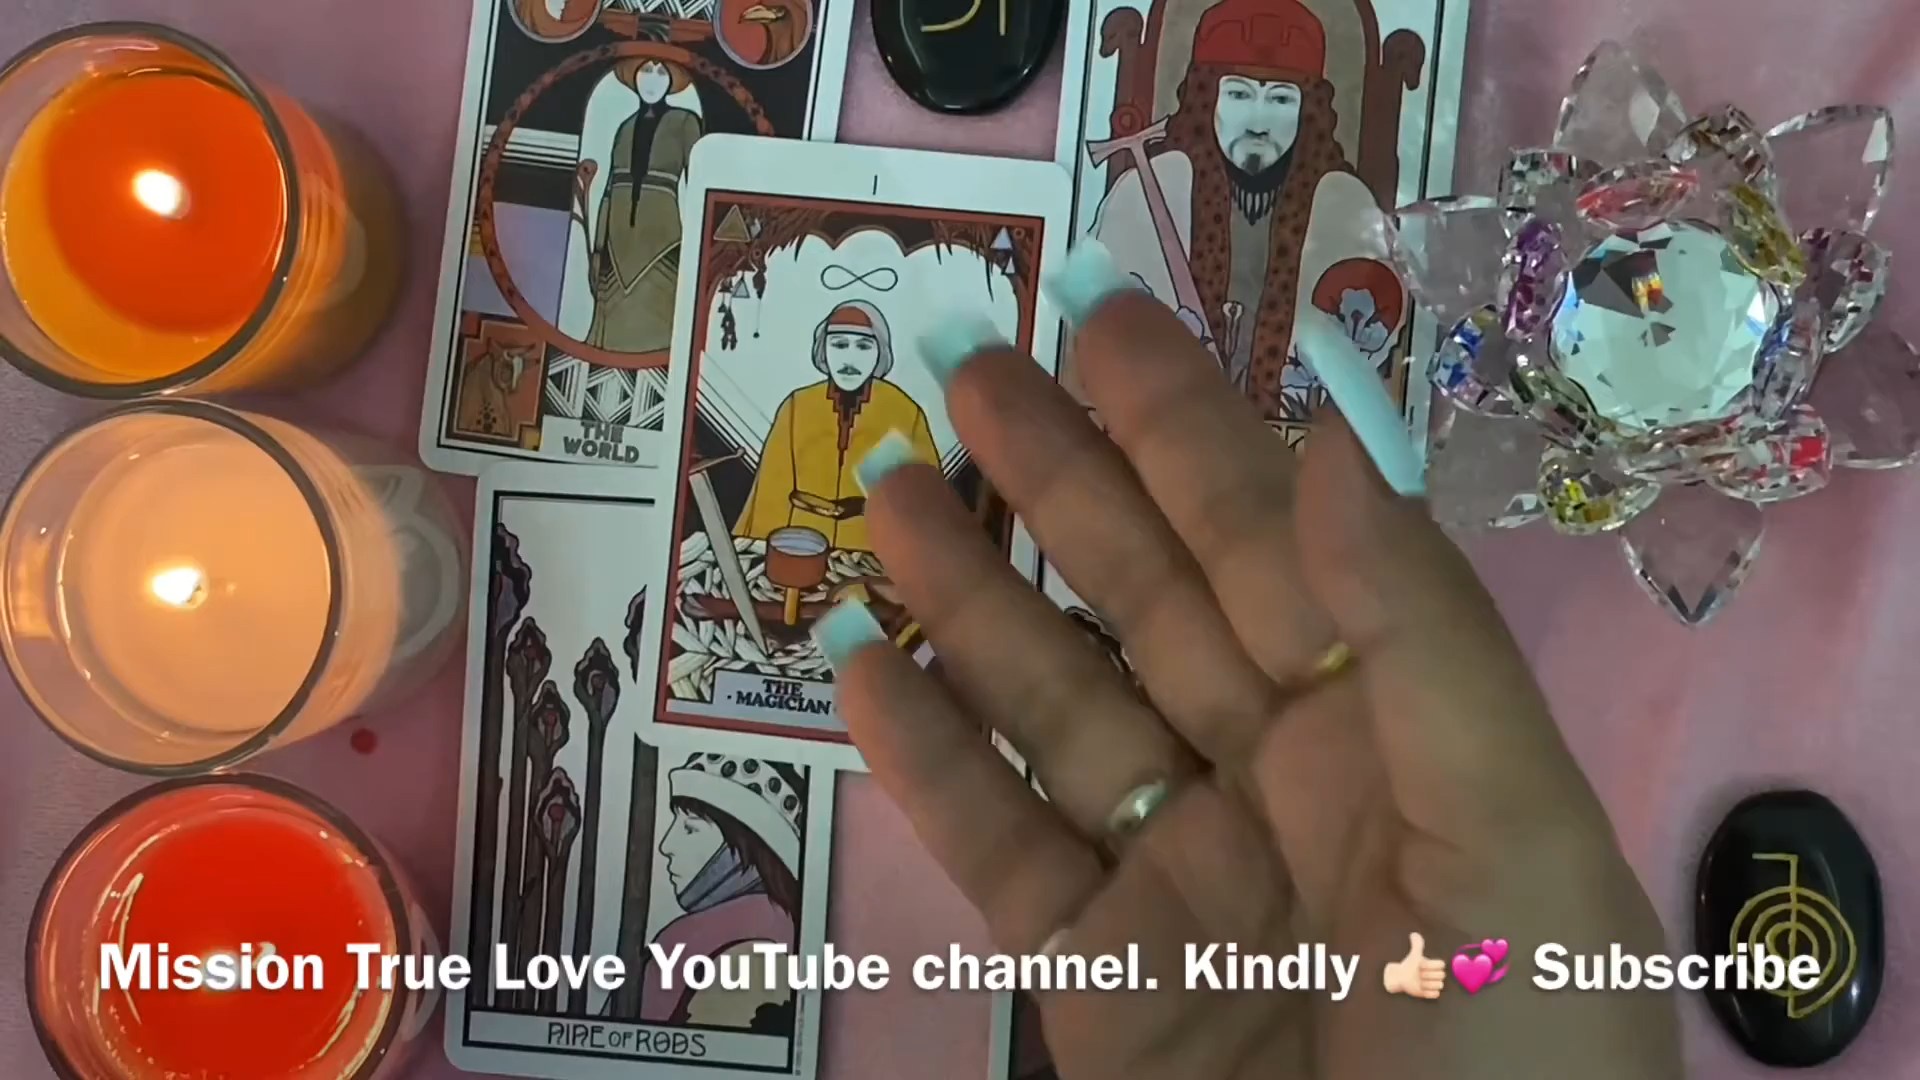 I
THE
WORLD
THE
· MAGICIAN
NINE OF RODS
Mission True Love YouTube channel. Kindly 👍🏻💞 Subscribe